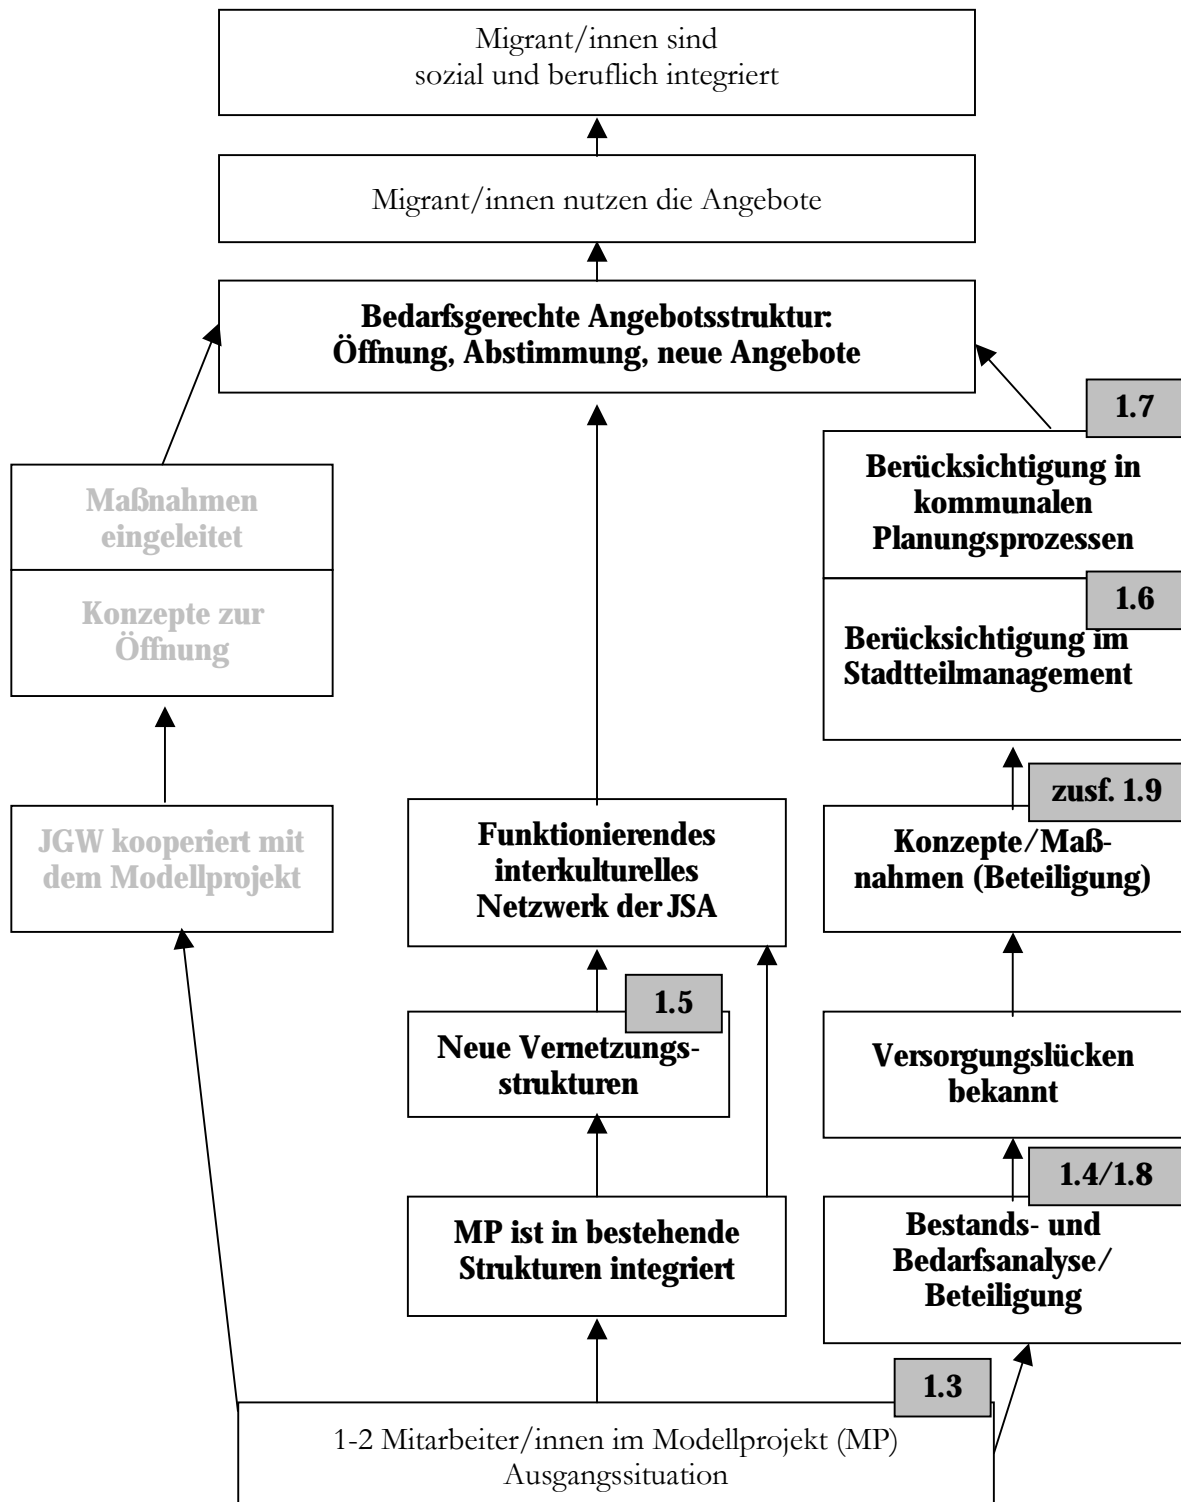 Migrant/innen sind
sozial und beruflich integriert
Migrant/innen nutzen die Angebote
Bedarfsgerechte Angebotsstruktur:
Öffnung, Abstimmung, neue Angebote
Maßnahmen
eingeleitet
Konzepte zur
Öffnung
JGW kooperiert mit
dem Modellprojekt
Funktionierendes
interkulturelles
Netzwerk der JSA
1.5
Neue Vernetzungs-
strukturen
MP ist in bestehende
Strukturen integriert
1.7
Berücksichtigung in
kommunalen
Planungsprozessen
1.6
Berücksichtigung im
Stadtteilmanagement
zusf. 1.9
Konzepte/Maß-
nahmen (Beteiligung)
Versorgungslücken
bekannt
1.4/1.8
Bestands- und
Bedarfsanalyse/
Beteiligung
1.3
1-2 Mitarbeiter/innen im Modellprojekt (MP)
Ausgangssituation